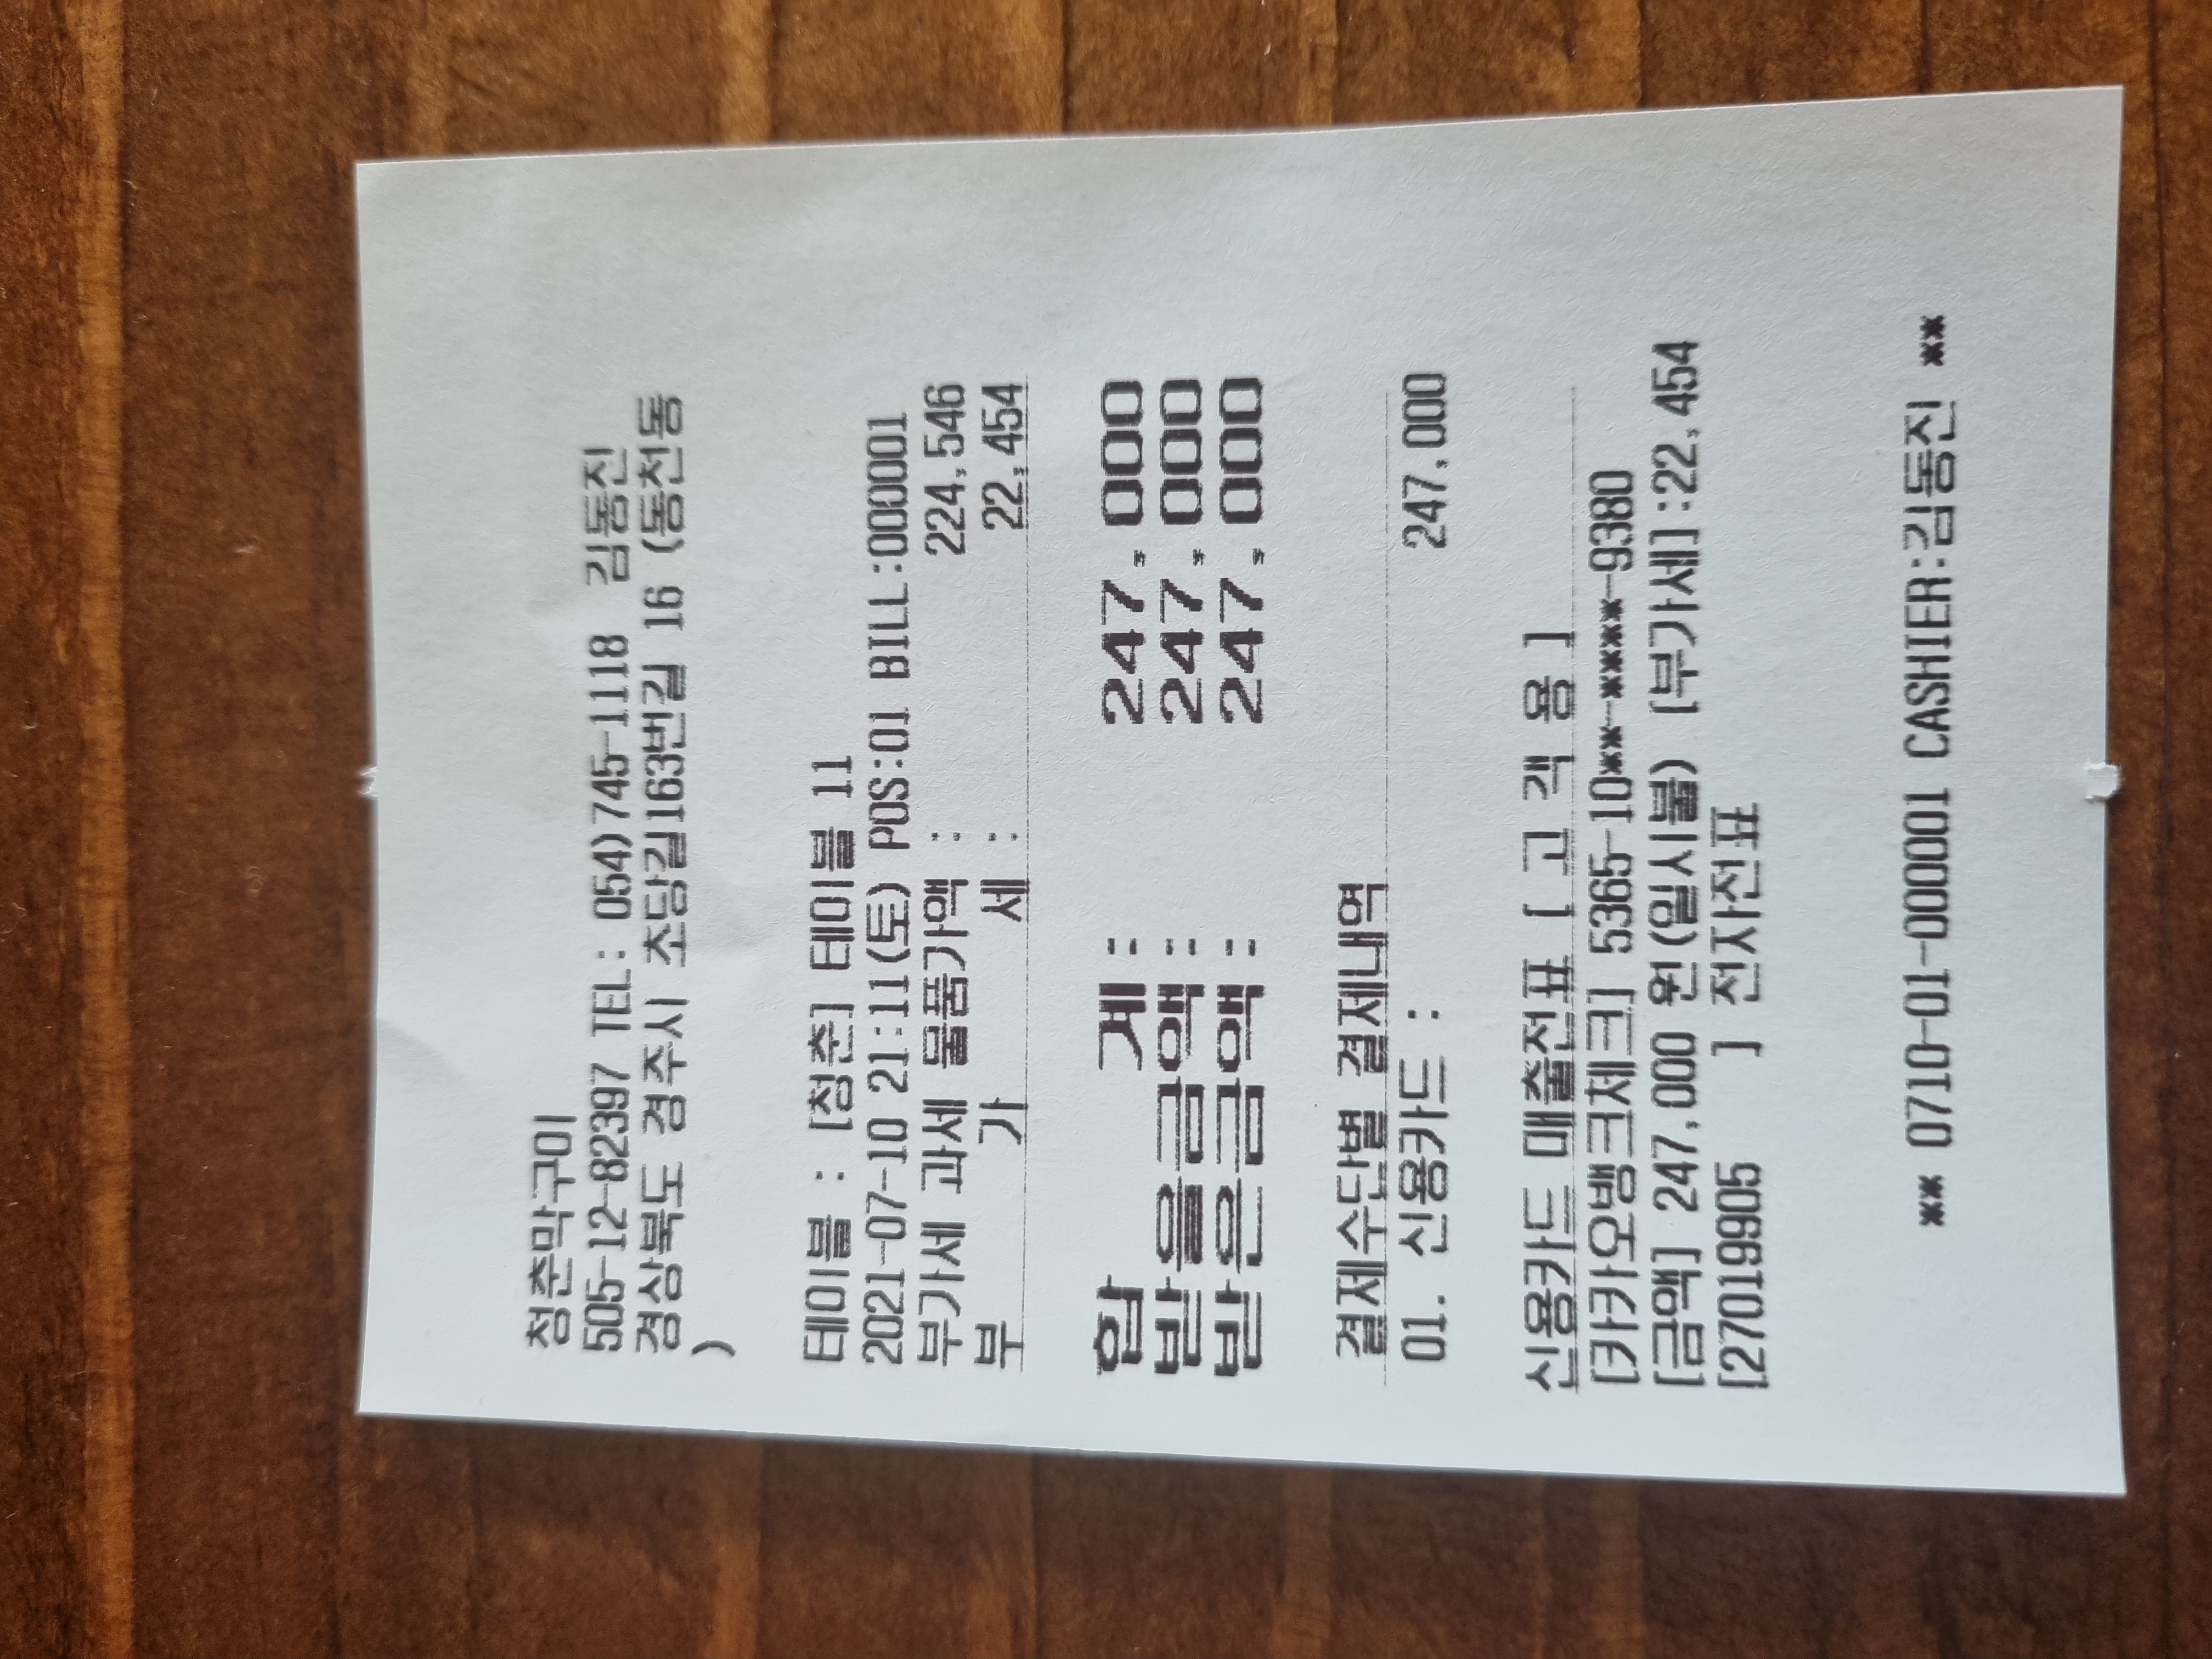 청춘막구이
505-12-82397 TEL: 054)745-1118 김동진
경상북도 경주시 초당길163번길 16 (동천동
)
테이블 : [청춘] 테이블 11
2021-07-10 21:11(토) POS:01 BILL:000001
부가세 과세 물품가액 : 224,546
부 가 세 : 22,454
합 계: 247,000
받을금액: 247,000
받은금액: 247,000
결제수단별 결제내역
01. 신용카드 : 247,000
신용카드 매출전표 [ 고 객 용 ]
[카카오뱅크체크] 5365-10**-****-9380
[금액] 247,000 원(일시불) [부가세]:22,454
[27019905 ] 전자전표
** 0710-01-000001 CASHIER:김동진 **